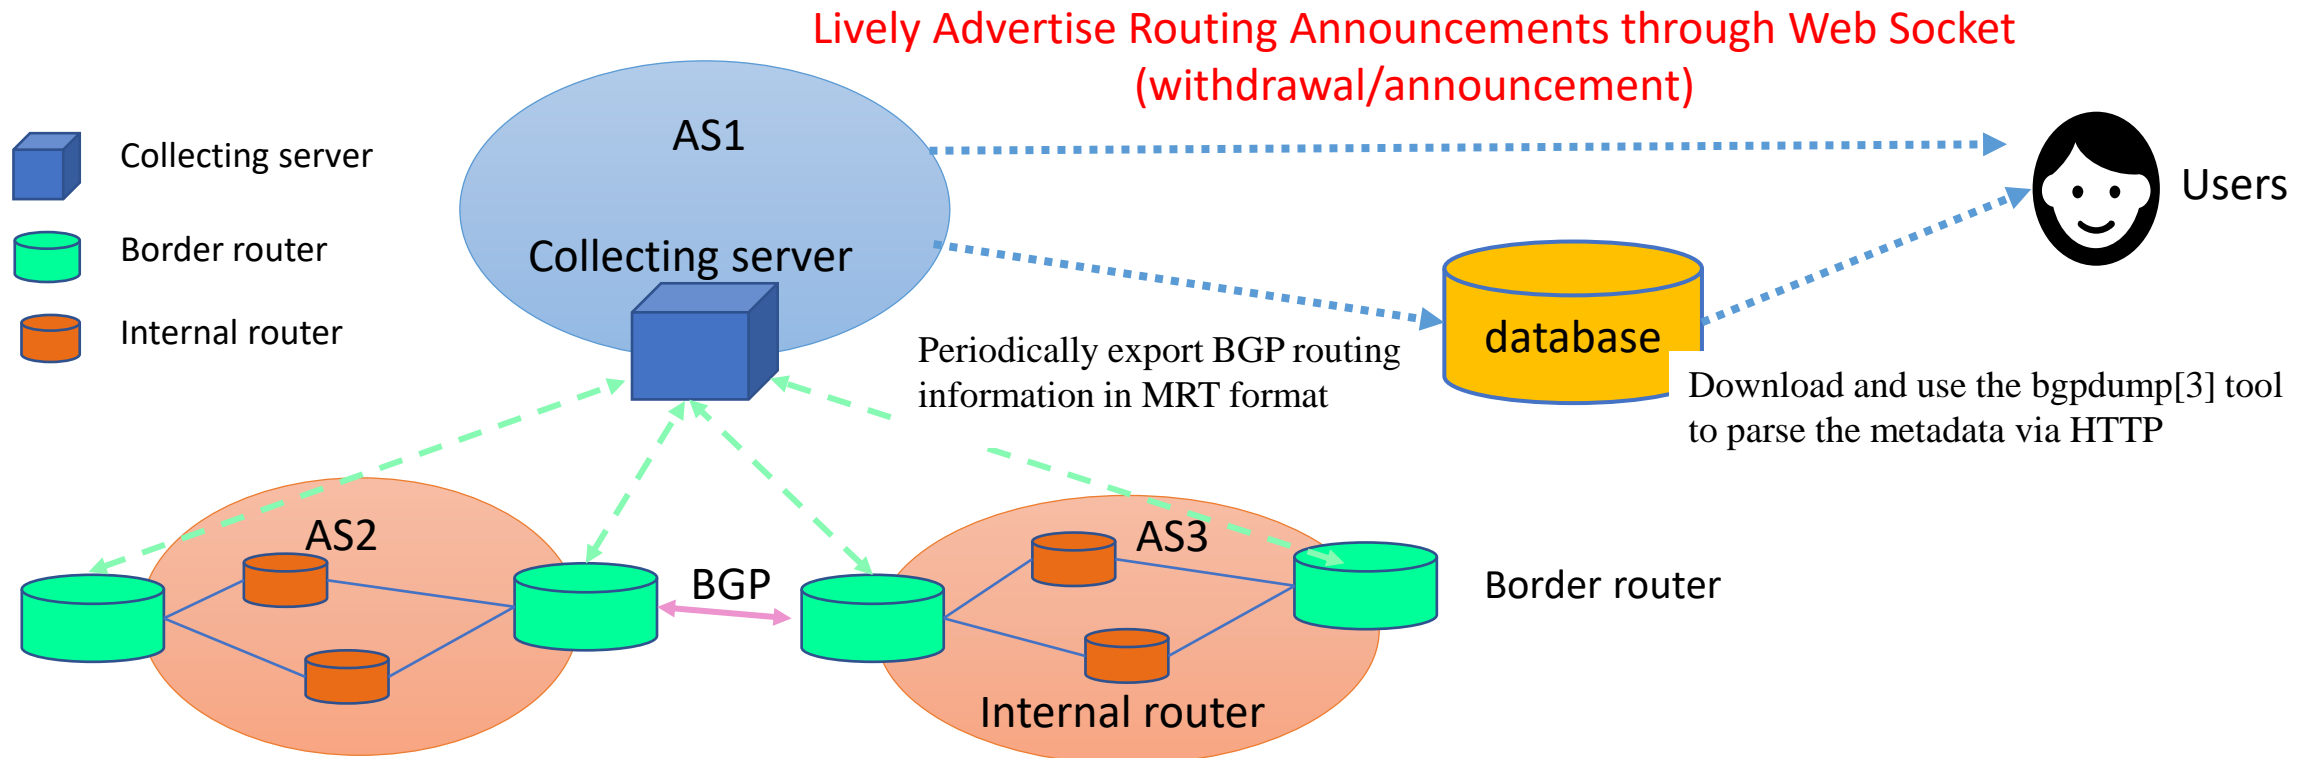 Lively Advertise Routing Announcements through Web Socket
(withdrawal/announcement)
AS1
Collecting server
Users
Border router
Collecting server
Internal router
database
Periodically export BGP routing
information in MRT format
Download and use the bgpdump[3] tool
to parse the metadata via HTTP
AS2
AS3
BGP
Border router
Internal router